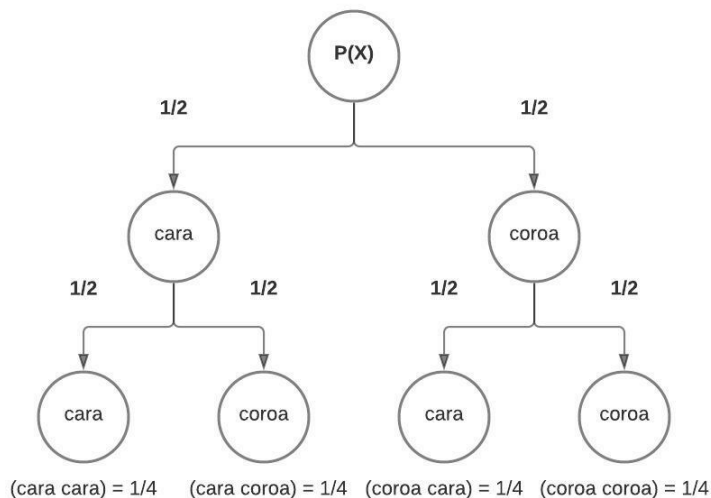 P(X)
1/2 1/2
cara coroa
1/2 1/2 1/2 1/2
cara coroa cara coroa
(cara cara) = 1/4 (cara coroa) = 1/4 (coroa cara) = 1/4 (coroa coroa) = 1/4